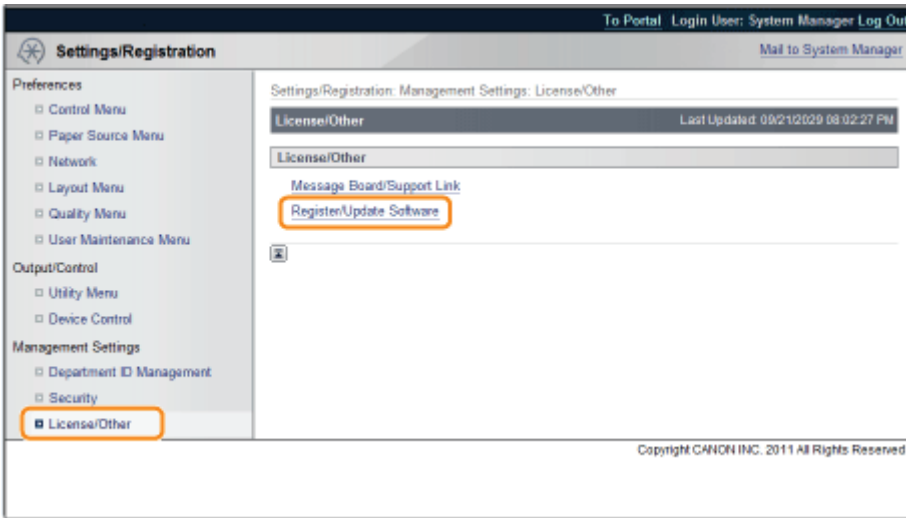 To Portal Login User: System Manager Log Out
Settings/Registration
Mail to System Manager
Preferences
Control Menu
Paper Source Menu
Network
Layout Menu
Quality Menu
User Maintenance Menu
Output/Control
Utility Menu
Device Control
Management Settings
Department ID Management
Security
License/Other
Settings/Registration: Management Settings: License/Other
License/Other Last Updated: 09/21/2029 08:02:27 PM
License/Other
Message Board/Support Link
Register/Update Software
Copyright CANON INC. 2011 All Rights Reserved